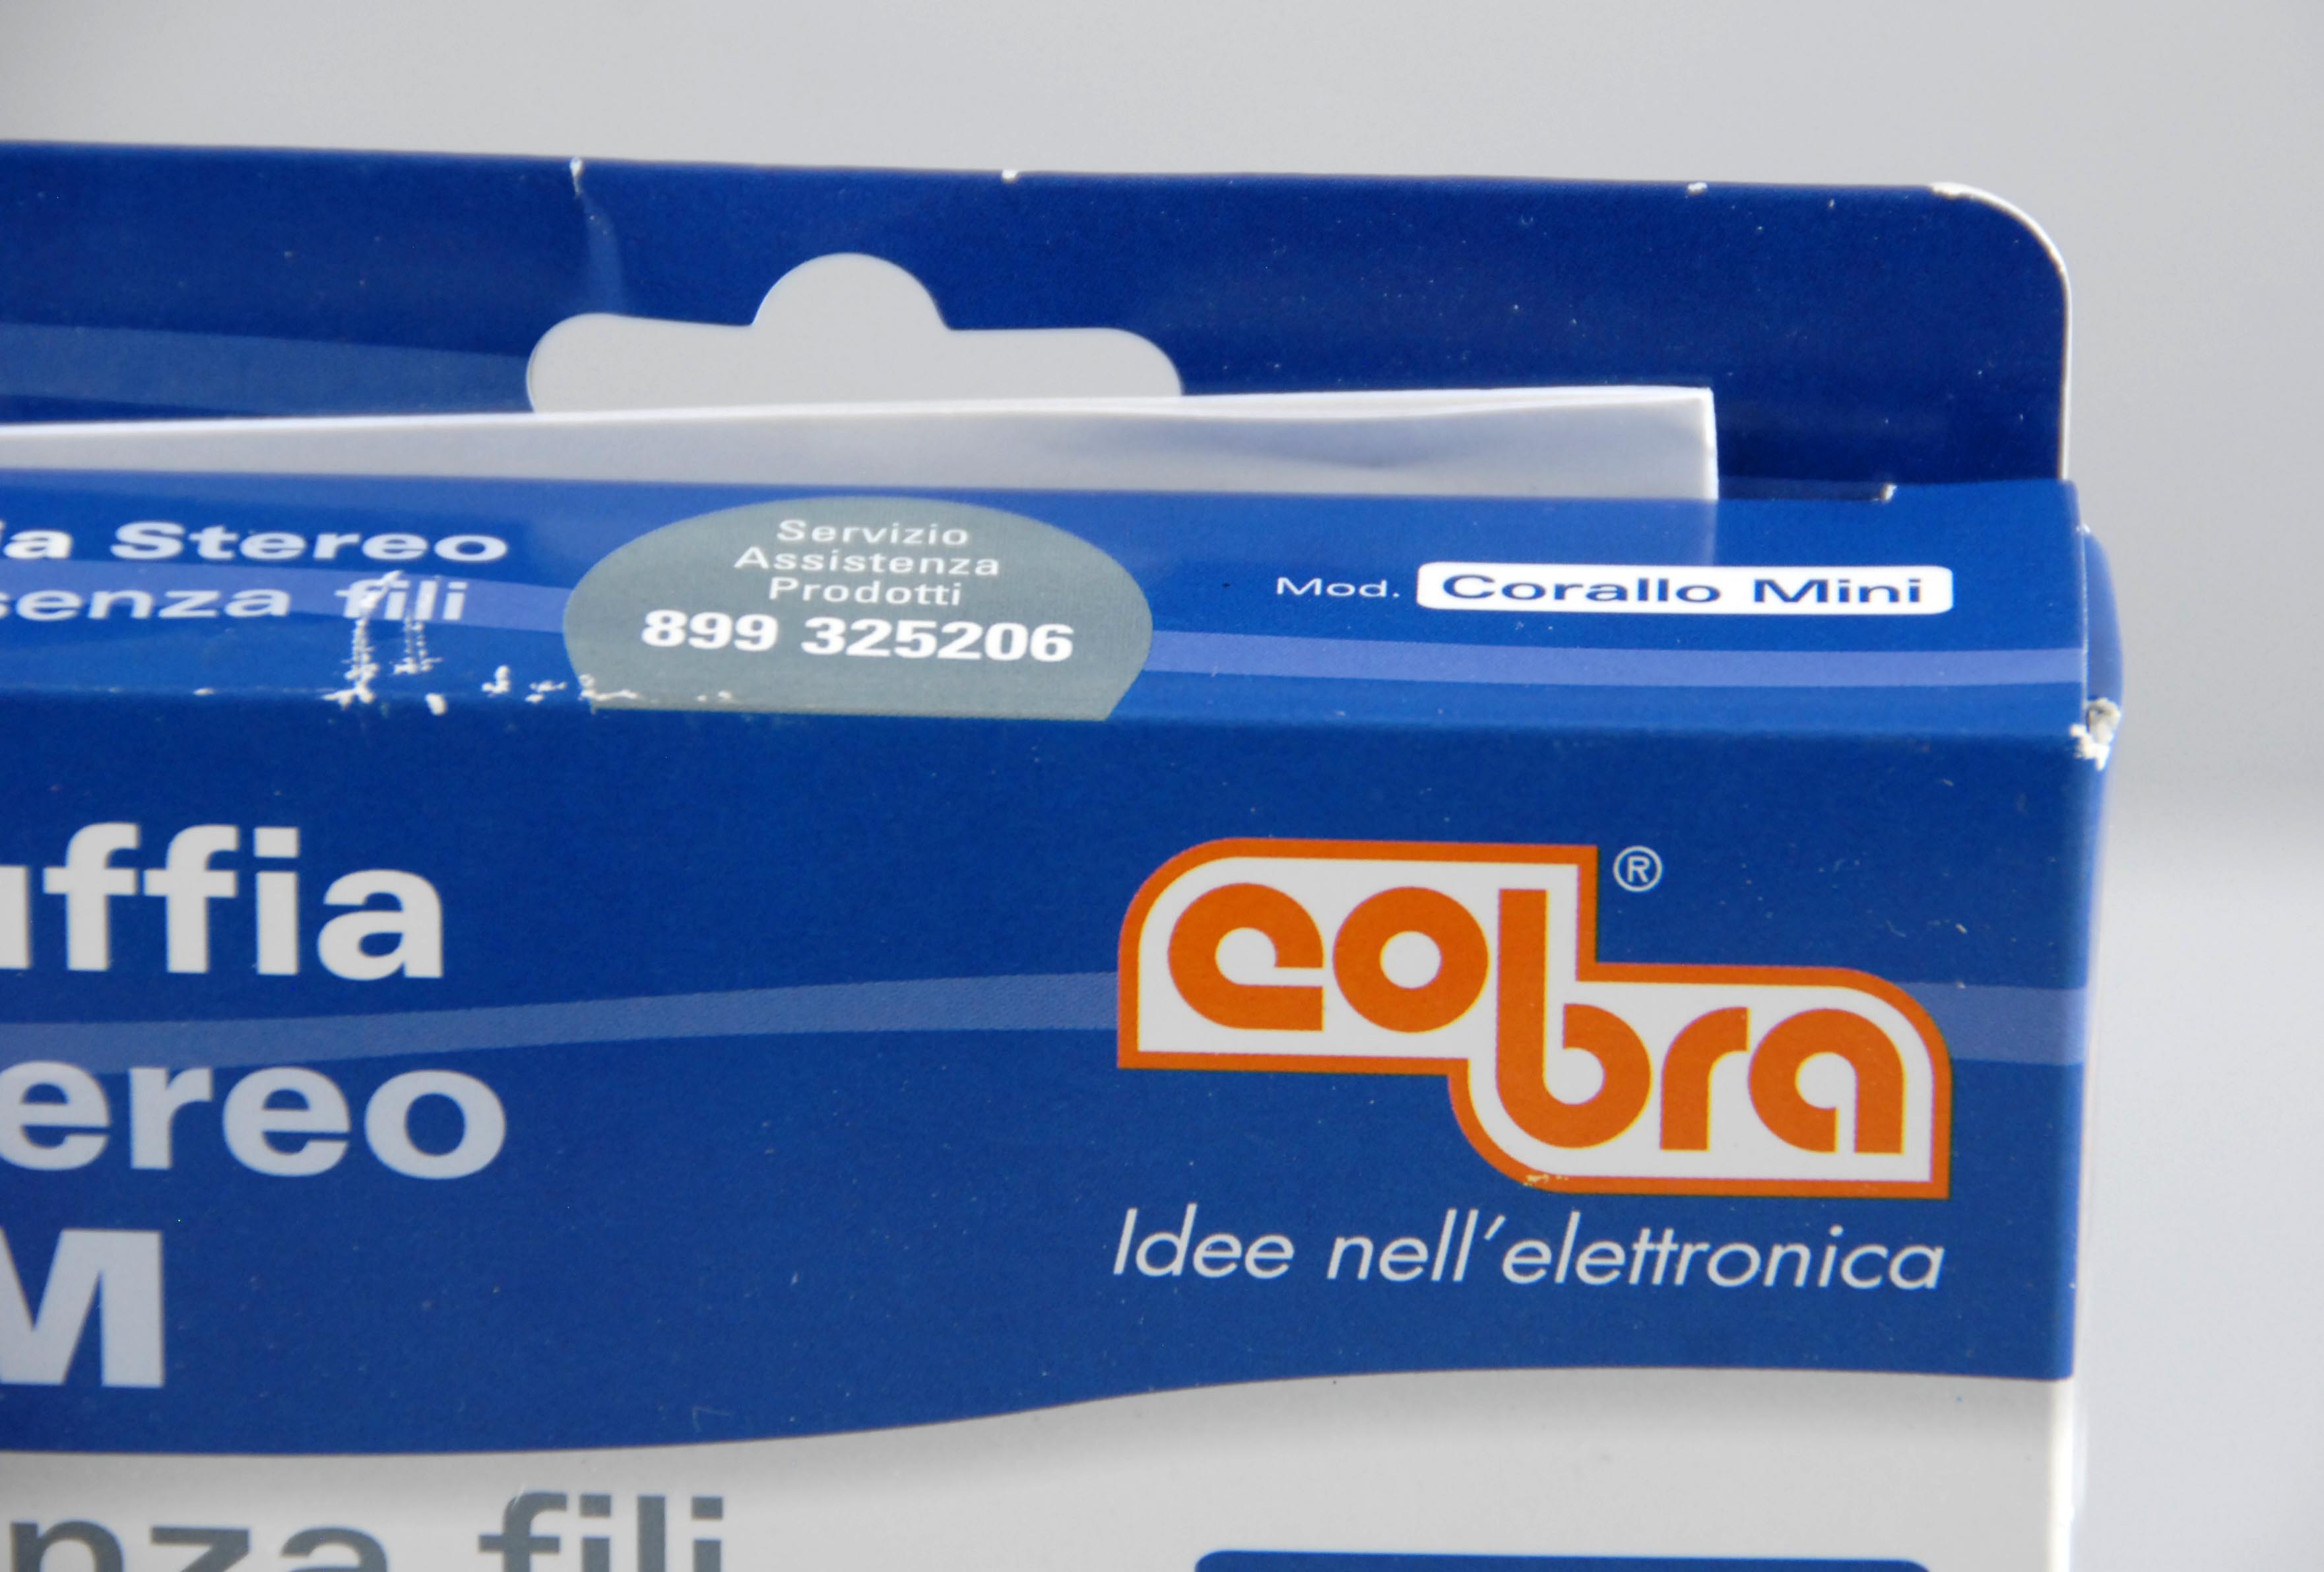 Stereo
senza fili
Servizio
Assistenza
Prodotti
899 325206
Mod. Corallo Mini
uffia
ereo
M
cobra®
Idee nell'elettronica
nza fili